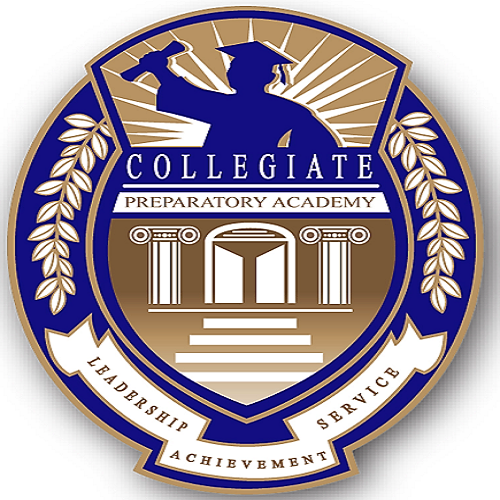 COLLEGIATE
PREPARATORY ACADEMY
LEADERSHIP
ACHIEVEMENT
SERVICE